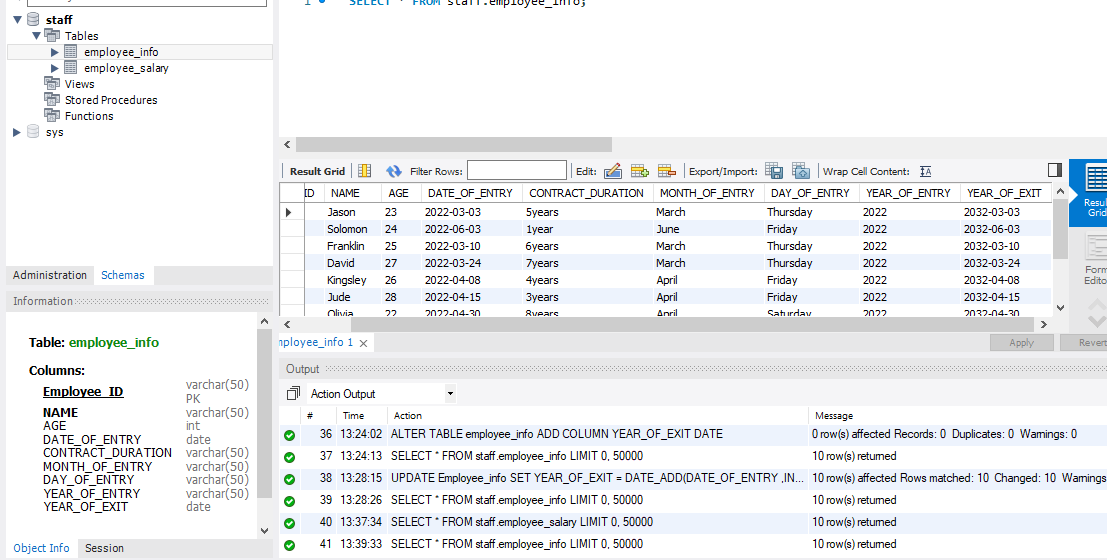 1 SELECT * FROM staff.employee_info;
staff
Tables
employee_info
employee_salary
Views
Stored Procedures
Functions
sys
Administration Schemas
Information
Table: employee_info
Columns:
Employee_ID varchar(50) PK
NAME varchar(50)
AGE int
DATE_OF_ENTRY date
CONTRACT_DURATION varchar(50)
MONTH_OF_ENTRY varchar(50)
DAY_OF_ENTRY varchar(50)
YEAR_OF_ENTRY varchar(50)
YEAR_OF_EXIT date
Object Info Session
Result Grid Filter Rows: Edit: Export/Import: Wrap Cell Content:
ID NAME AGE DATE_OF_ENTRY CONTRACT_DURATION MONTH_OF_ENTRY DAY_OF_ENTRY YEAR_OF_ENTRY YEAR_OF_EXIT
Jason 23 2022-03-03 5years March Thursday 2022 2032-03-03
Solomon 24 2022-06-03 1year June Friday 2022 2032-06-03
Franklin 25 2022-03-10 6years March Thursday 2022 2032-03-10
David 27 2022-03-24 7years March Thursday 2022 2032-03-24
Kingsley 26 2022-04-08 4years April Friday 2022 2032-04-08
Jude 28 2022-04-15 3years April Friday 2022 2032-04-15
Olivia 22 2022-04-30 8years April Saturday 2022 2032-04-30
Resul
Grid
Form
Edito
mployee_info 1 Apply Revert
Output
Action Output
# Time Action Message
36 13:24:02 ALTER TABLE employee_info ADD COLUMN YEAR_OF_EXIT DATE 0 row(s) affected Records: 0 Duplicates: 0 Warnings: 0
37 13:24:13 SELECT * FROM staff.employee_info LIMIT 0, 50000 10 row(s) returned
38 13:28:15 UPDATE Employee_info SET YEAR_OF_EXIT = DATE_ADD(DATE_OF_ENTRY ,IN... 10 row(s) affected Rows matched: 10 Changed: 10 Warnings
39 13:28:26 SELECT * FROM staff.employee_info LIMIT 0, 50000 10 row(s) returned
40 13:37:34 SELECT * FROM staff.employee_salary LIMIT 0, 50000 10 row(s) returned
41 13:39:33 SELECT * FROM staff.employee_info LIMIT 0, 50000 10 row(s) returned